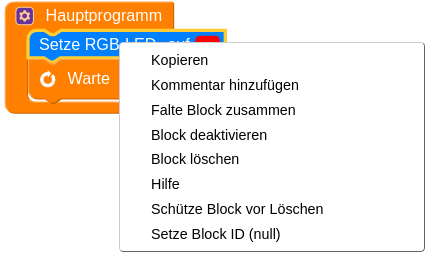 Hauptprogramm
Setze RGB-LED auf
Warte
Kopieren
Kommentar hinzufügen
Falte Block zusammen
Block deaktivieren
Block löschen
Hilfe
Schütze Block vor Löschen
Setze Block ID (null)